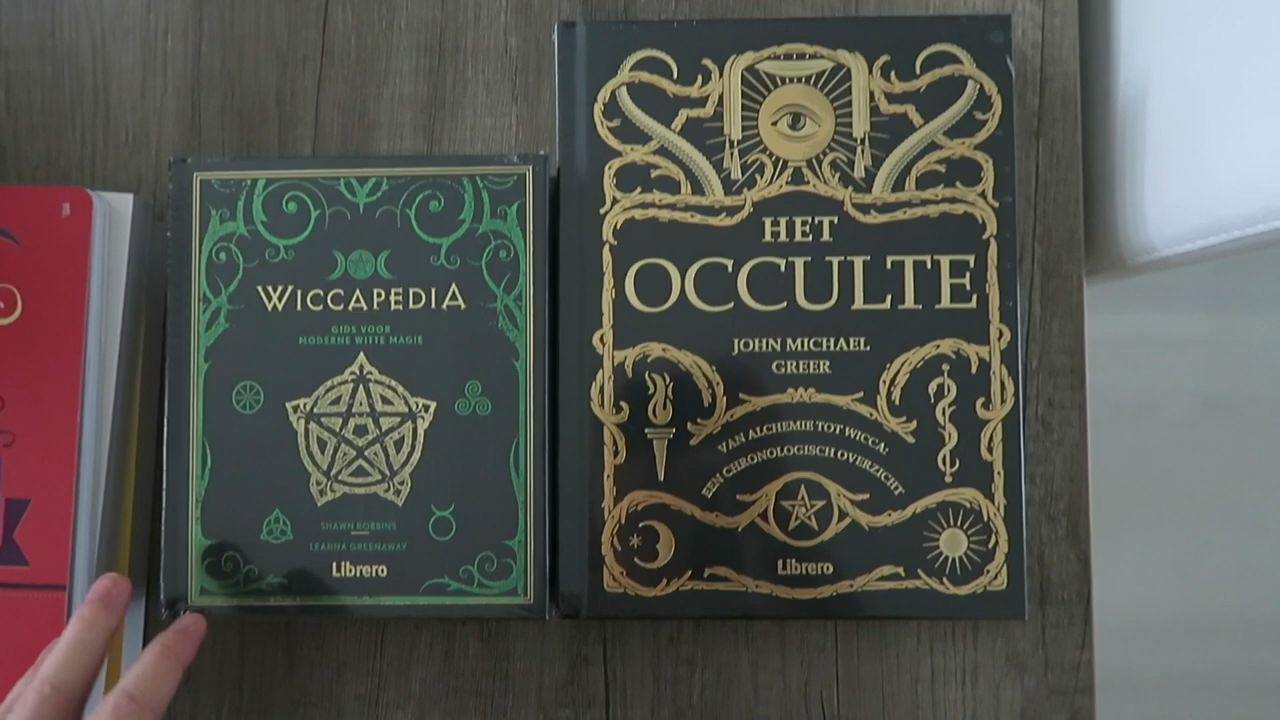 WICCAPEDIA
GIDS VOOR
MODERNE WITTE MAGIE
SHAWN ROBBINS
LEANNA GREENAWAY
Librero
HET
OCCULTE
JOHN MICHAEL
GREER
VAN ALCHEMIE TOT WICCA:
EEN CHRONOLOGISCH OVERZICHT
Librero